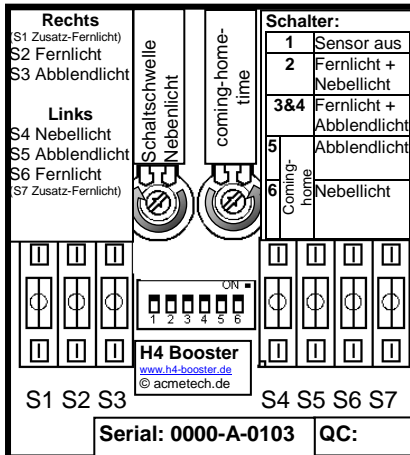 Rechts
(S1 Zusatz-Fernlicht)
S2 Fernlicht
S3 Abblendlicht
Links
S4 Nebellicht
S5 Abblendlicht
S6 Fernlicht
(S7 Zusatz-Fernlicht)
Schaltschwelle
Nebenlicht
coming-home-
time
Schalter:
1 Sensor aus
2 Fernlicht +
Nebellicht
3&4 Fernlicht +
Abblendlicht
5 Abblendlicht
Coming-
home
6 Nebellicht
ON
1 2 3 4 5 6
H4 Booster
www.h4-booster.de
© acmetech.de
S1 S2 S3
S4 S5 S6 S7
Serial: 0000-A-0103
QC: